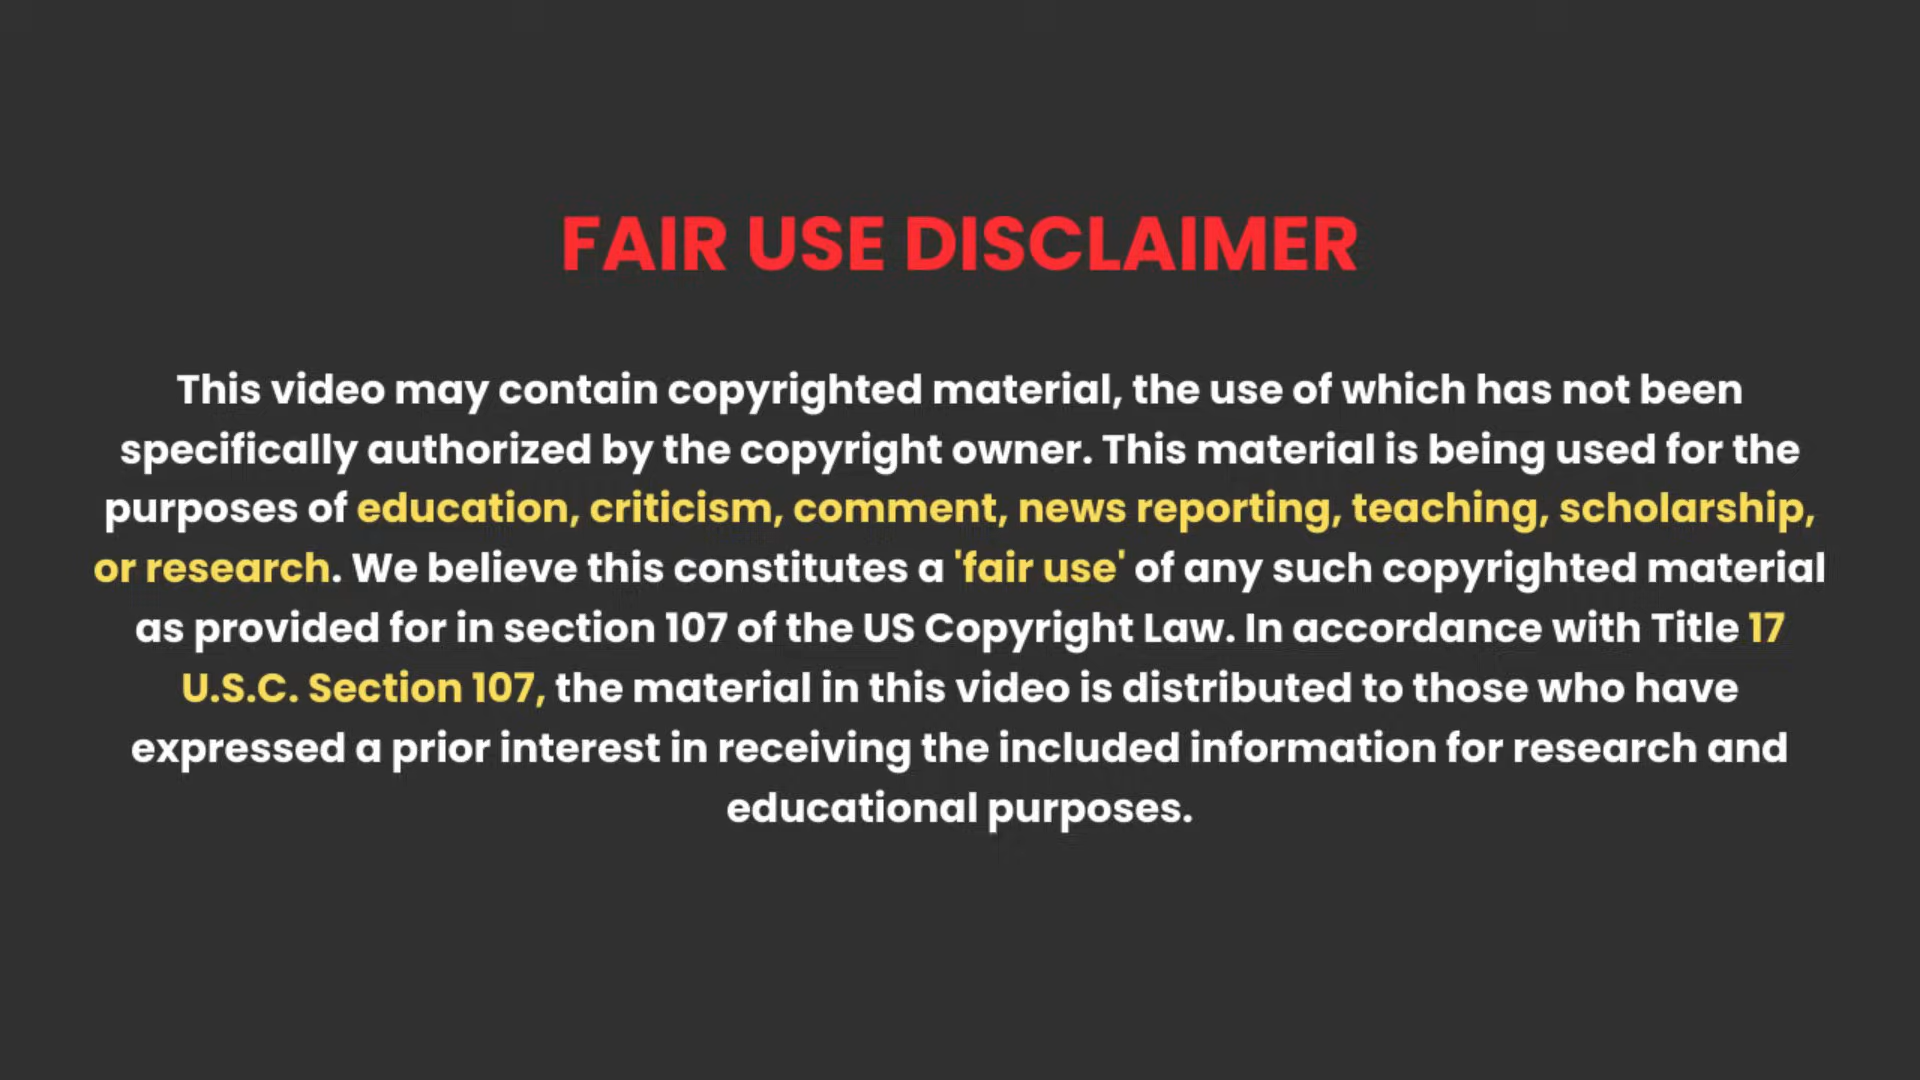 FAIR USE DISCLAIMER
This video may contain copyrighted material, the use of which has not been
specifically authorized by the copyright owner. This material is being used for the
purposes of education, criticism, comment, news reporting, teaching, scholarship,
or research. We believe this constitutes a 'fair use' of any such copyrighted material
as provided for in section 107 of the US Copyright Law. In accordance with Title 17
U.S.C. Section 107, the material in this video is distributed to those who have
expressed a prior interest in receiving the included information for research and
educational purposes.